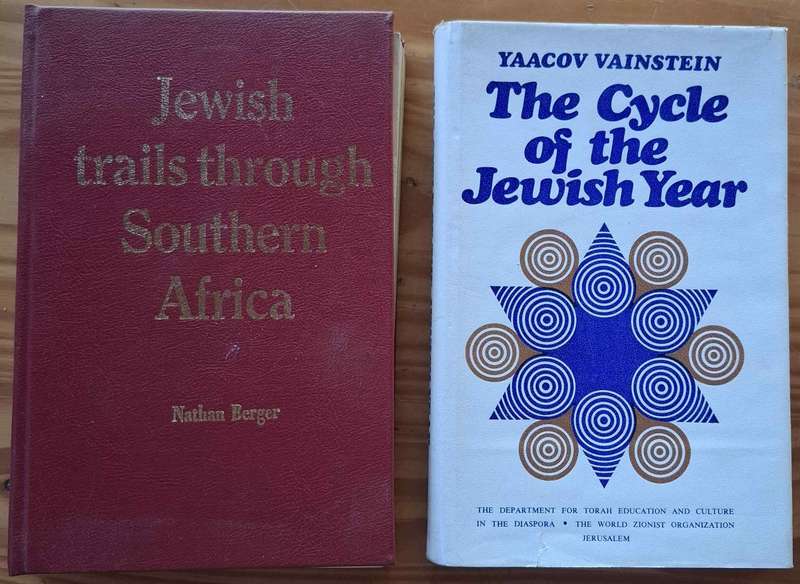 Jewish
trails through
Southern
Africa
Nathan Berger
YAACOV VAINSTEIN
The Cycle
of the
Jewish Year
THE DEPARTMENT FOR TORAH EDUCATION AND CULTURE
IN THE DIASPORA • THE WORLD ZIONIST ORGANIZATION
JERUSALEM